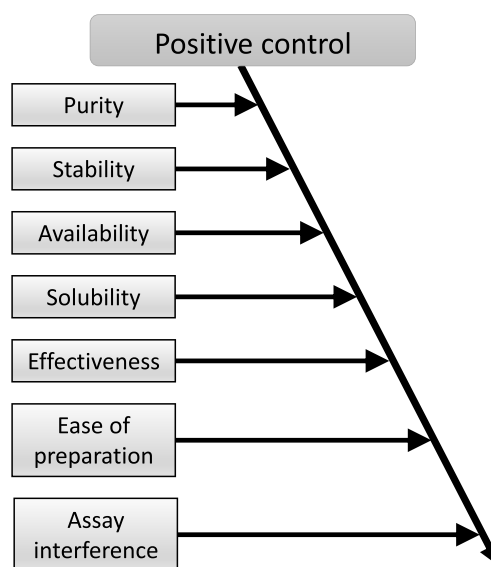 Positive control
Purity
Stability
Availability
Solubility
Effectiveness
Ease of
preparation
Assay
interference